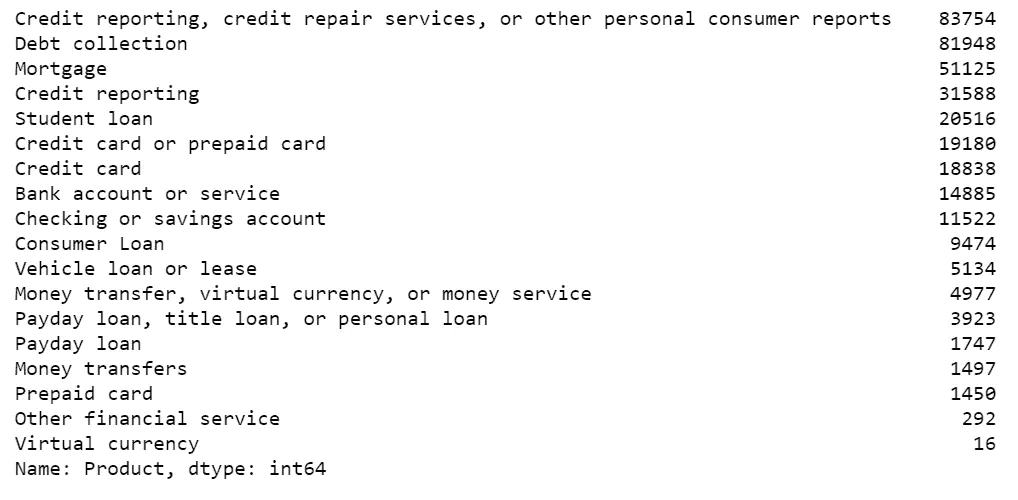 Credit reporting, credit repair services, or other personal consumer reports    83754
Debt collection    81948
Mortgage    51125
Credit reporting    31588
Student loan    20516
Credit card or prepaid card    19180
Credit card    18838
Bank account or service    14885
Checking or savings account    11522
Consumer Loan    9474
Vehicle loan or lease    5134
Money transfer, virtual currency, or money service    4977
Payday loan, title loan, or personal loan    3923
Payday loan    1747
Money transfers    1497
Prepaid card    1450
Other financial service    292
Virtual currency    16
Name: Product, dtype: int64